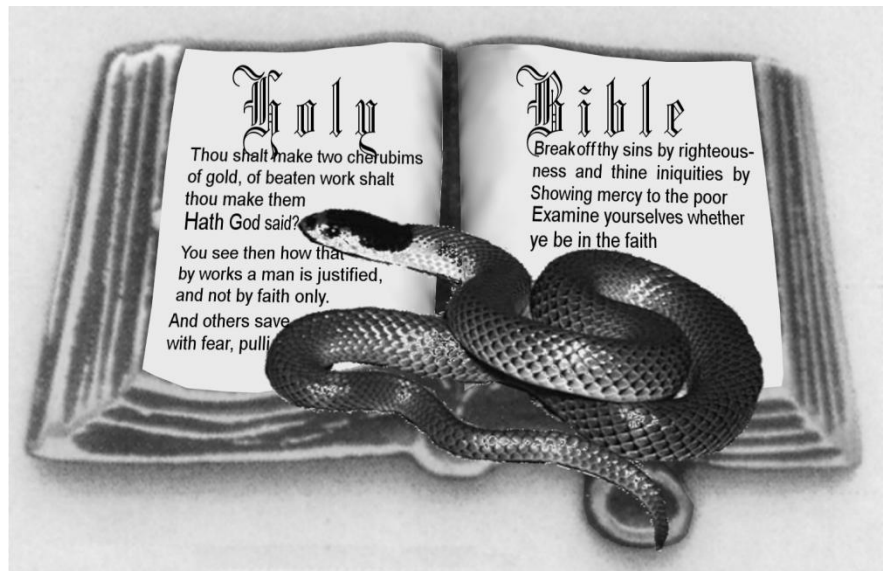 Holy
Thou shalt make two cherubims
of gold, of beaten work shalt
thou make them
Hath God said?
You see then how that
by works a man is justified,
and not by faith only.
And others save
with fear,
Bible
Break off thy sins by righteous-
ness and thine iniquities by
Showing mercy to the poor
Examine yourselves whether
ye be in the faith